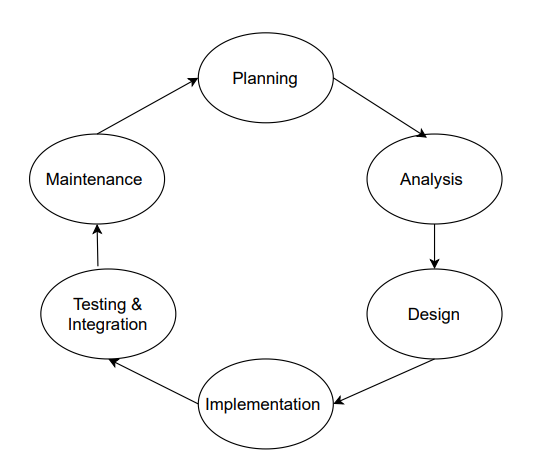 Planning
Analysis
Design
Implementation
Testing &
Integration
Maintenance